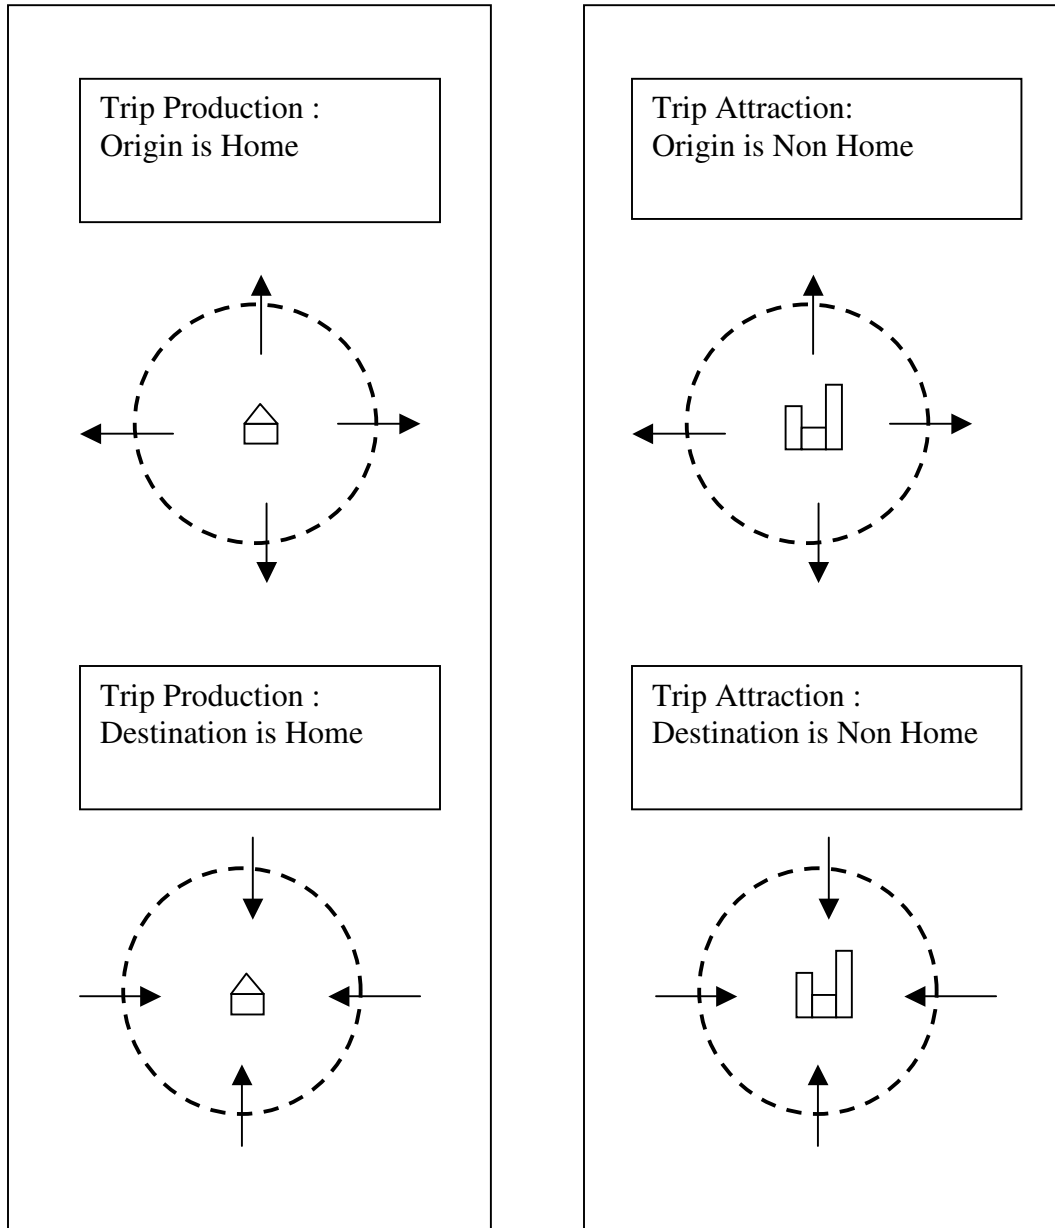 Trip Production :
Origin is Home
Trip Attraction:
Origin is Non Home
Trip Production :
Destination is Home
Trip Attraction :
Destination is Non Home